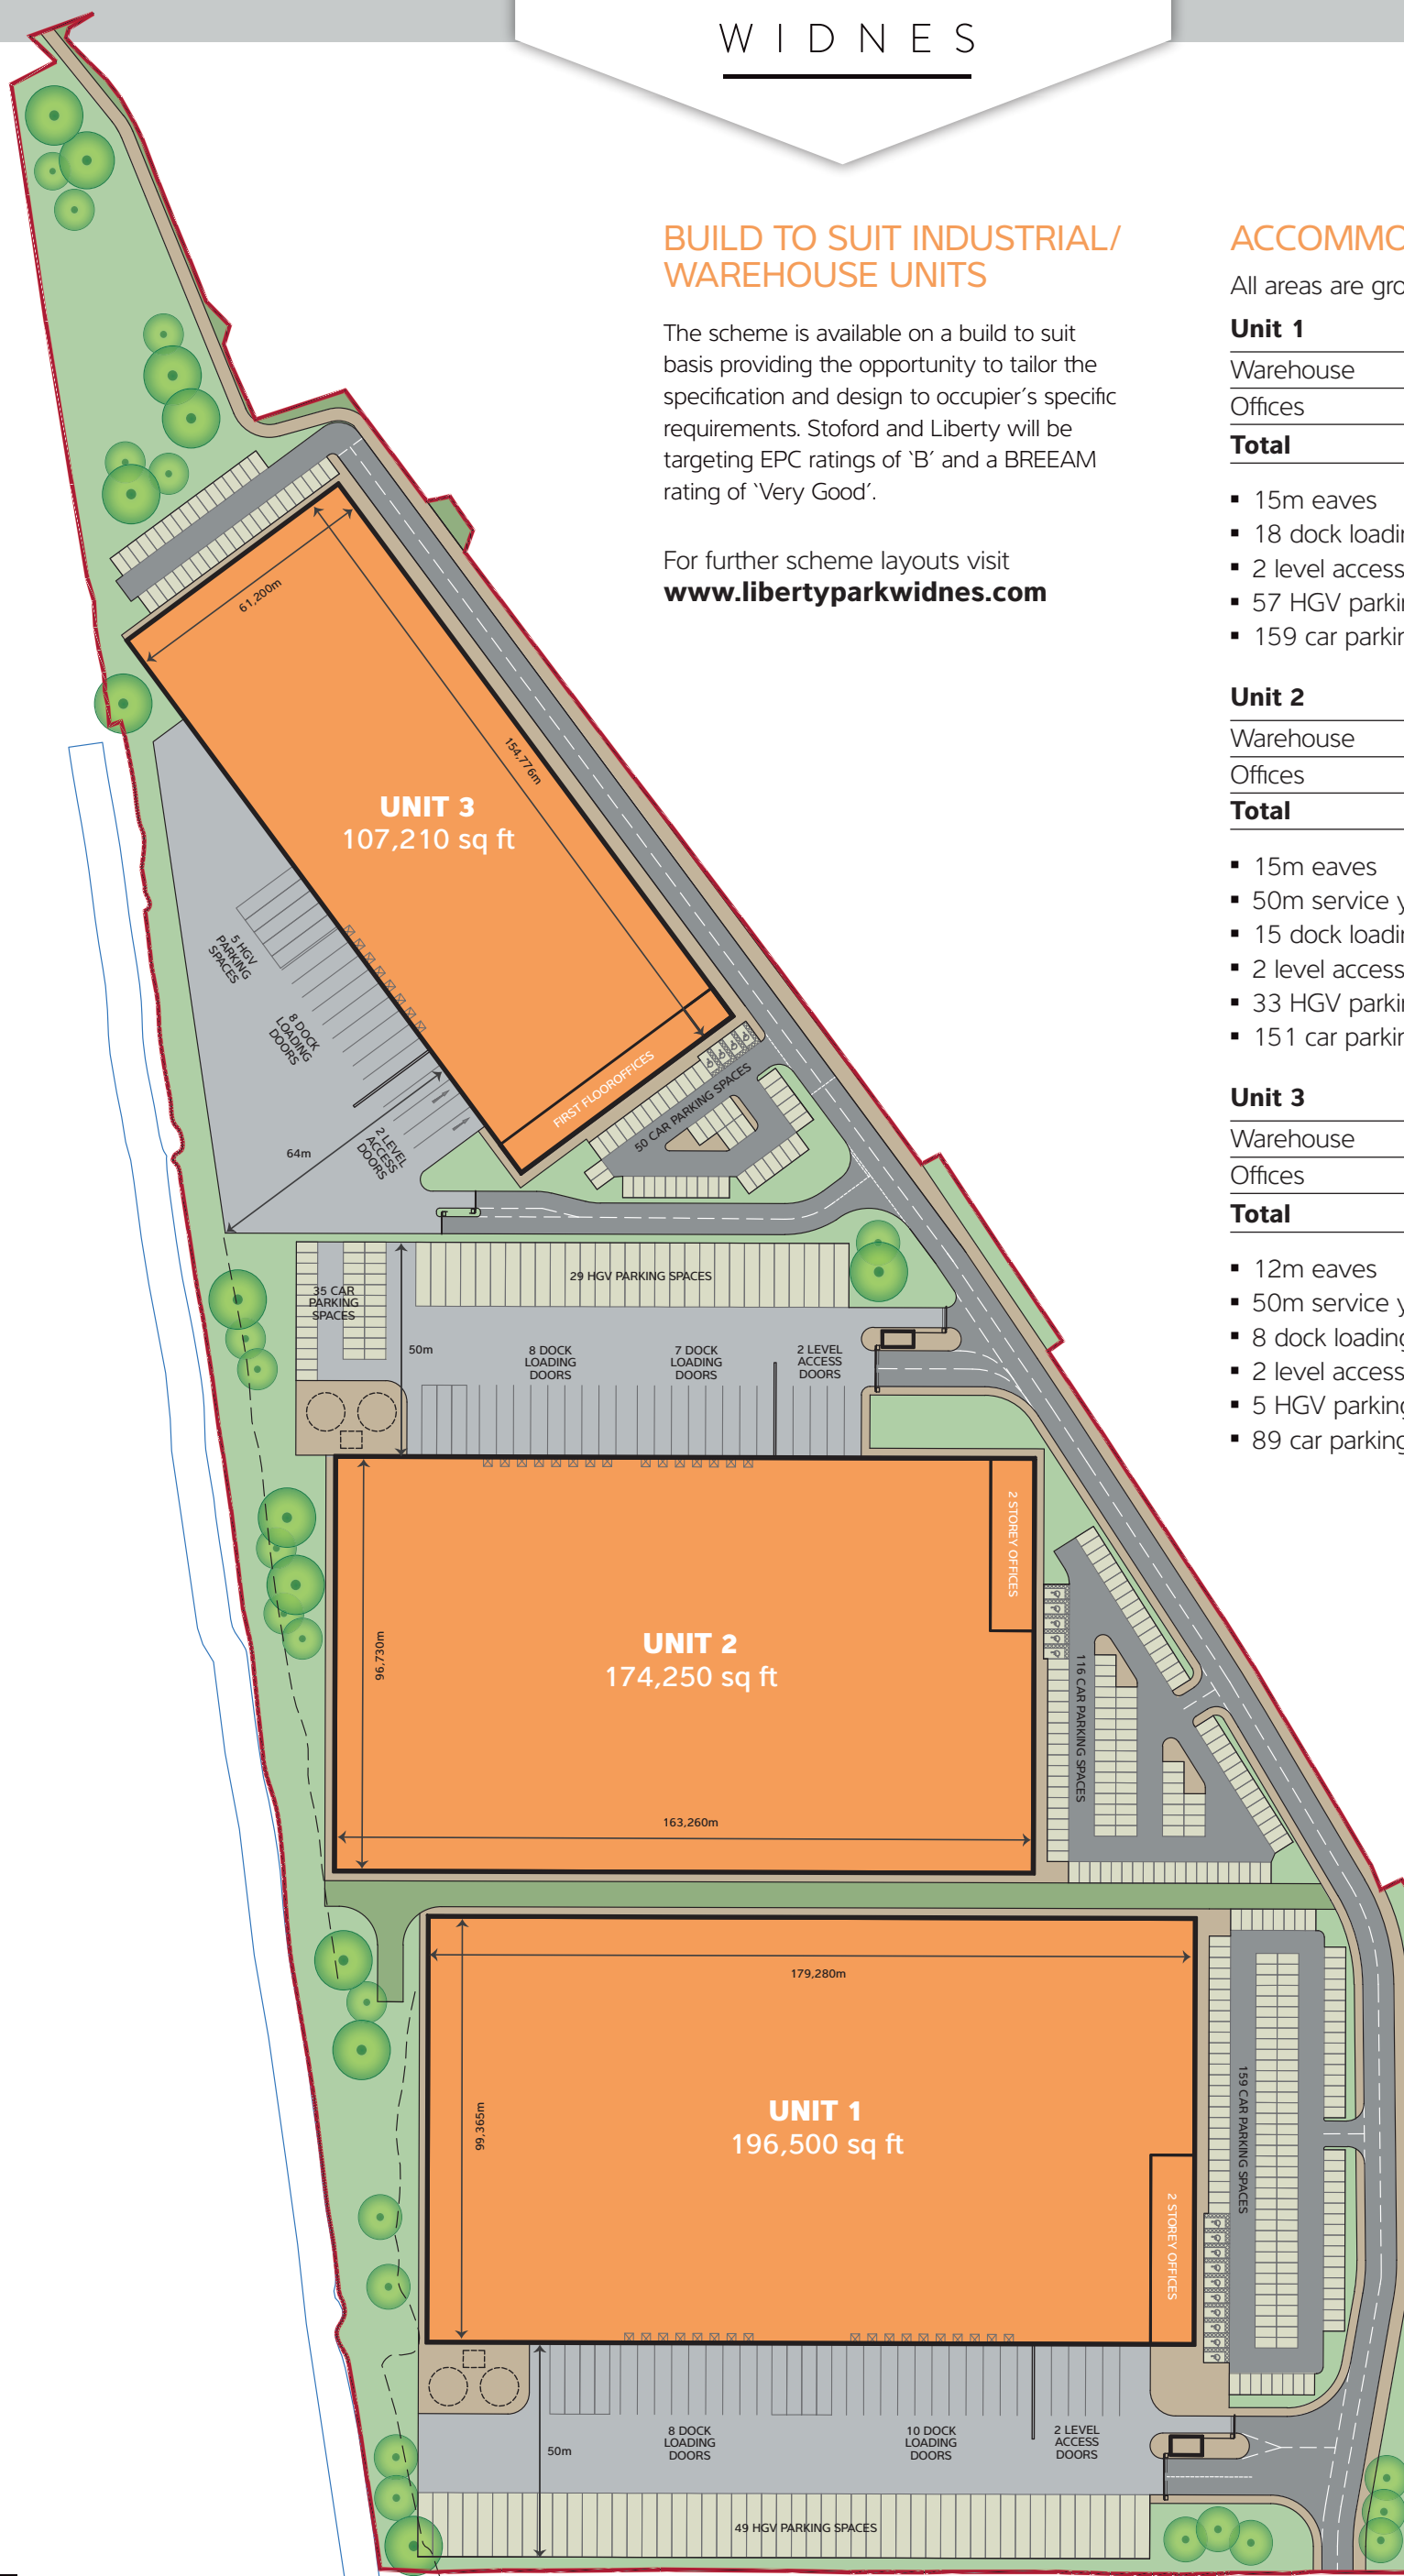 WIDNES
BUILD TO SUIT INDUSTRIAL/
WAREHOUSE UNITS
The scheme is available on a build to suit
basis providing the opportunity to tailor the
specification and design to occupier's specific
requirements. Stoford and Liberty will be
targeting EPC ratings of 'B' and a BREEAM
rating of 'Very Good'.
For further scheme layouts visit
www.libertyparkwidnes.com
ACCOMMO
All areas are gro
Unit 1
Warehouse
Offices
Total
▪ 15m eaves
▪ 18 dock loadin
▪ 2 level access
▪ 57 HGV parkin
▪ 159 car parkin
Unit 2
Warehouse
Offices
Total
▪ 15m eaves
▪ 50m service y
▪ 15 dock loadin
▪ 2 level access
▪ 33 HGV parkin
▪ 151 car parkin
Unit 3
Warehouse
Offices
Total
▪ 12m eaves
▪ 50m service y
▪ 8 dock loading
▪ 2 level access
▪ 5 HGV parking
▪ 89 car parking
61,200m
154,776m
UNIT 3
107,210 sq ft
5 HGV
PARKING
SPACES
8 DOCK
LOADING
DOORS
2 LEVEL
ACCESS
DOORS
64m
FIRST FLOOROFFICES
50 CAR PARKING SPACES
29 HGV PARKING SPACES
35 CAR
PARKING
SPACES
50m
8 DOCK
LOADING
DOORS
7 DOCK
LOADING
DOORS
2 LEVEL
ACCESS
DOORS
2 STOREY OFFICES
96,730m
UNIT 2
174,250 sq ft
116 CAR PARKING SPACES
163,260m
179,280m
99,365m
UNIT 1
196,500 sq ft
159 CAR PARKING SPACES
2 STOREY OFFICES
8 DOCK
LOADING
DOORS
10 DOCK
LOADING
DOORS
2 LEVEL
ACCESS
DOORS
50m
49 HGV PARKING SPACES